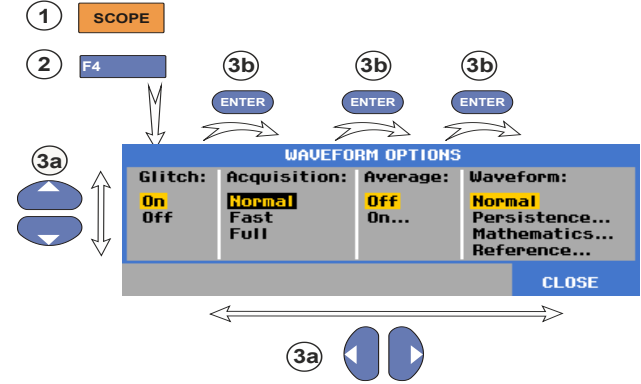 1 SCOPE
2 F4
3b 3b 3b
ENTER ENTER ENTER
3a
WAVEFORM OPTIONS
Glitch: Acquisition: Average: Waveform:
On Normal Off Normal
Off Fast On... Persistence...
Full Mathematics...
Reference...
CLOSE
3a